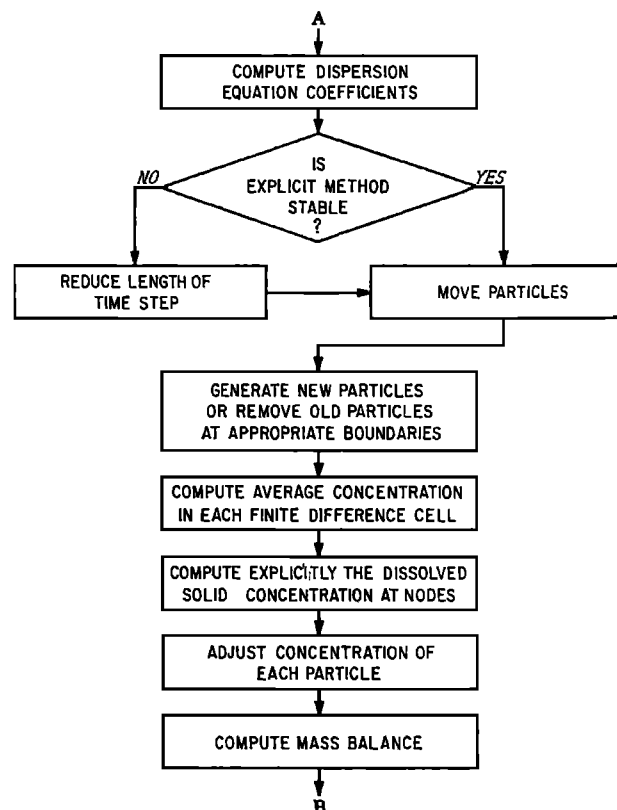 A
COMPUTE DISPERSION
EQUATION COEFFICIENTS
IS
EXPLICIT METHOD
STABLE
?
NO
YES
REDUCE LENGTH OF
TIME STEP
MOVE PARTICLES
GENERATE NEW PARTICLES
OR REMOVE OLD PARTICLES
AT APPROPRIATE BOUNDARIES
COMPUTE AVERAGE CONCENTRATION
IN EACH FINITE DIFFERENCE CELL
COMPUTE EXPLICITLY THE DISSOLVED
SOLID CONCENTRATION AT NODES
ADJUST CONCENTRATION OF
EACH PARTICLE
COMPUTE MASS BALANCE
B